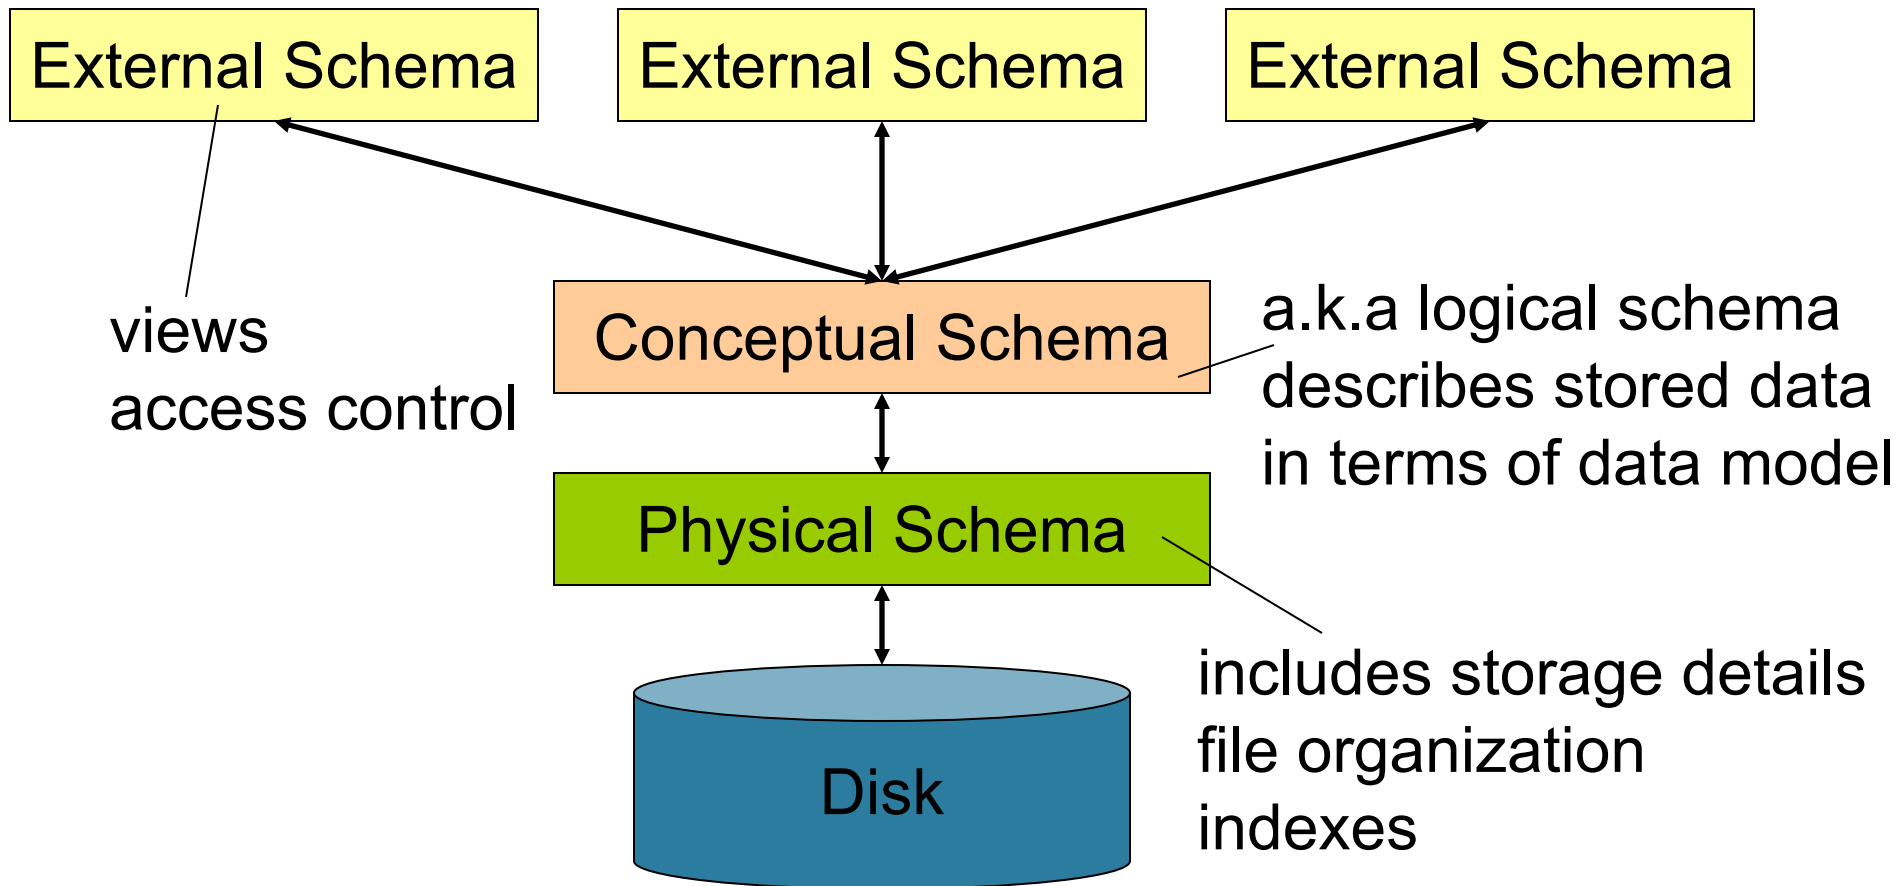 External Schema
External Schema
External Schema
views
access control
Conceptual Schema
a.k.a logical schema
describes stored data
in terms of data model
Physical Schema
includes storage details
file organization
indexes
Disk